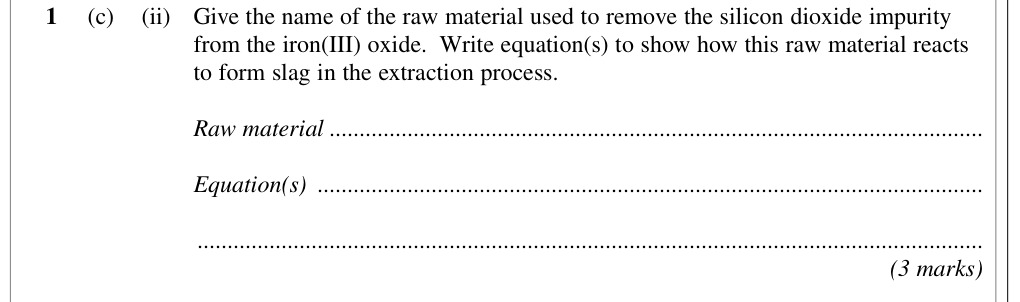 1 (c) (ii) Give the name of the raw material used to remove the silicon dioxide impurity
from the iron(III) oxide. Write equation(s) to show how this raw material reacts
to form slag in the extraction process.
Raw material ..............................................................................................................
Equation(s) ................................................................................................................
....................................................................................................................................
(3 marks)